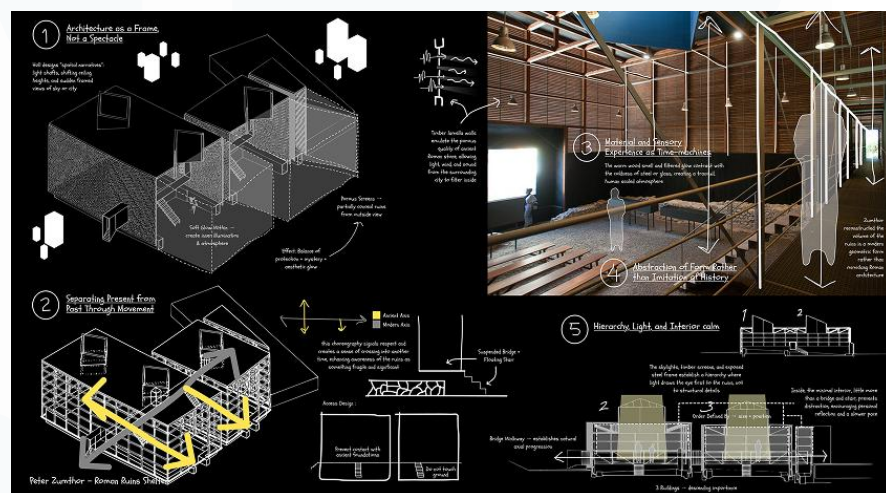 1
Architecture as a Frame,
Not a Spectacle
light shafts, shifting ceiling
heights, and sudden framed
views of sky or city
Timber lamella walls
emulate the porous
quality of ancient
Roman stone, allowing
light, wind, and sound
from the surrounding
city to filter inside
Porous Screens —
partially covered ruins
from outside view
Soft Glow Within —
create inner illumination
& atmosphere
Effect: Balance of
protection + mystery +
aesthetic glow
3
Material and Sensory
Experience as Time-machines
The warm wood smell and filtered glow contrast with
the coldness of steel or glass, creating a tranquil,
human scaled atmosphere
4
Abstraction of Form Rather
than Imitation of History
Zumthor
reconstructed the
volume of the
ruins in a modern
geometric form
rather than
mimicking Roman
architecture
2
Separating Present from
Past Through Movement
Ancient Axis
Modern Axis
this choreography signals respect and
creates a sense of crossing into another
time, enhancing awareness of the ruins as
something fragile and significant
Suspended Bridge +
Floating Stair
Access Design :
Prevent contact with
ancient foundations
Do not touch
ground
Peter Zumthor – Roman Ruins Shelter
5
Hierarchy, Light, and Interior calm
1
2
The skylights, timber screens, and exposed
steel frame establish a hierarchy where
light draws the eye first to the ruins, not
to structural details.
Inside, the minimal interior, little more
than a bridge and stair, prevents
distraction, encouraging personal
reflection and a slower pace
2
3
Order Defined By → size + position
Bridge Walkway — establishes natural
axial progression
3 Buildings — descending importance